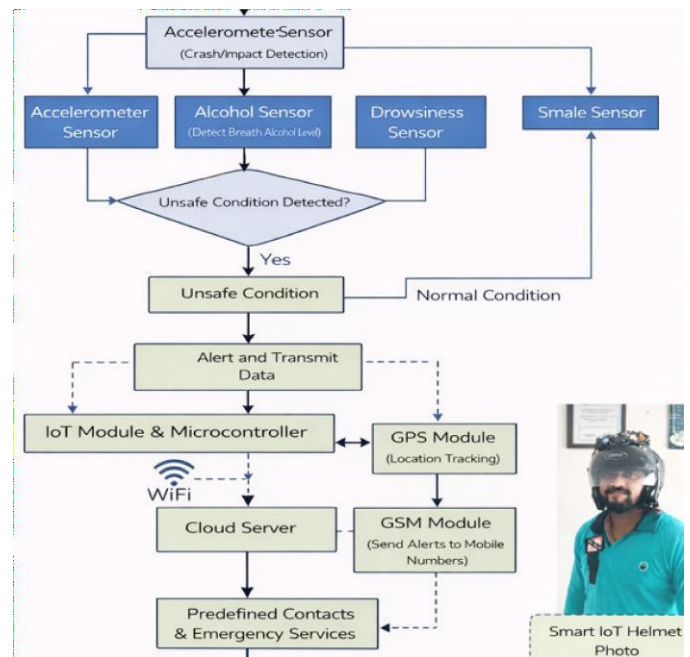 Accelerometer Sensor
(Crash/Impact Detection)
Accelerometer
Sensor
Alcohol Sensor
(Detect Breath Alcohol Level)
Drowsiness
Sensor
Smale Sensor
Unsafe Condition Detected?
Yes
Unsafe Condition
Normal Condition
Alert and Transmit
Data
IoT Module & Microcontroller
GPS Module
(Location Tracking)
WiFi
Cloud Server
GSM Module
(Send Alerts to Mobile
Numbers)
Predefined Contacts
& Emergency Services
Smart IoT Helmet
Photo